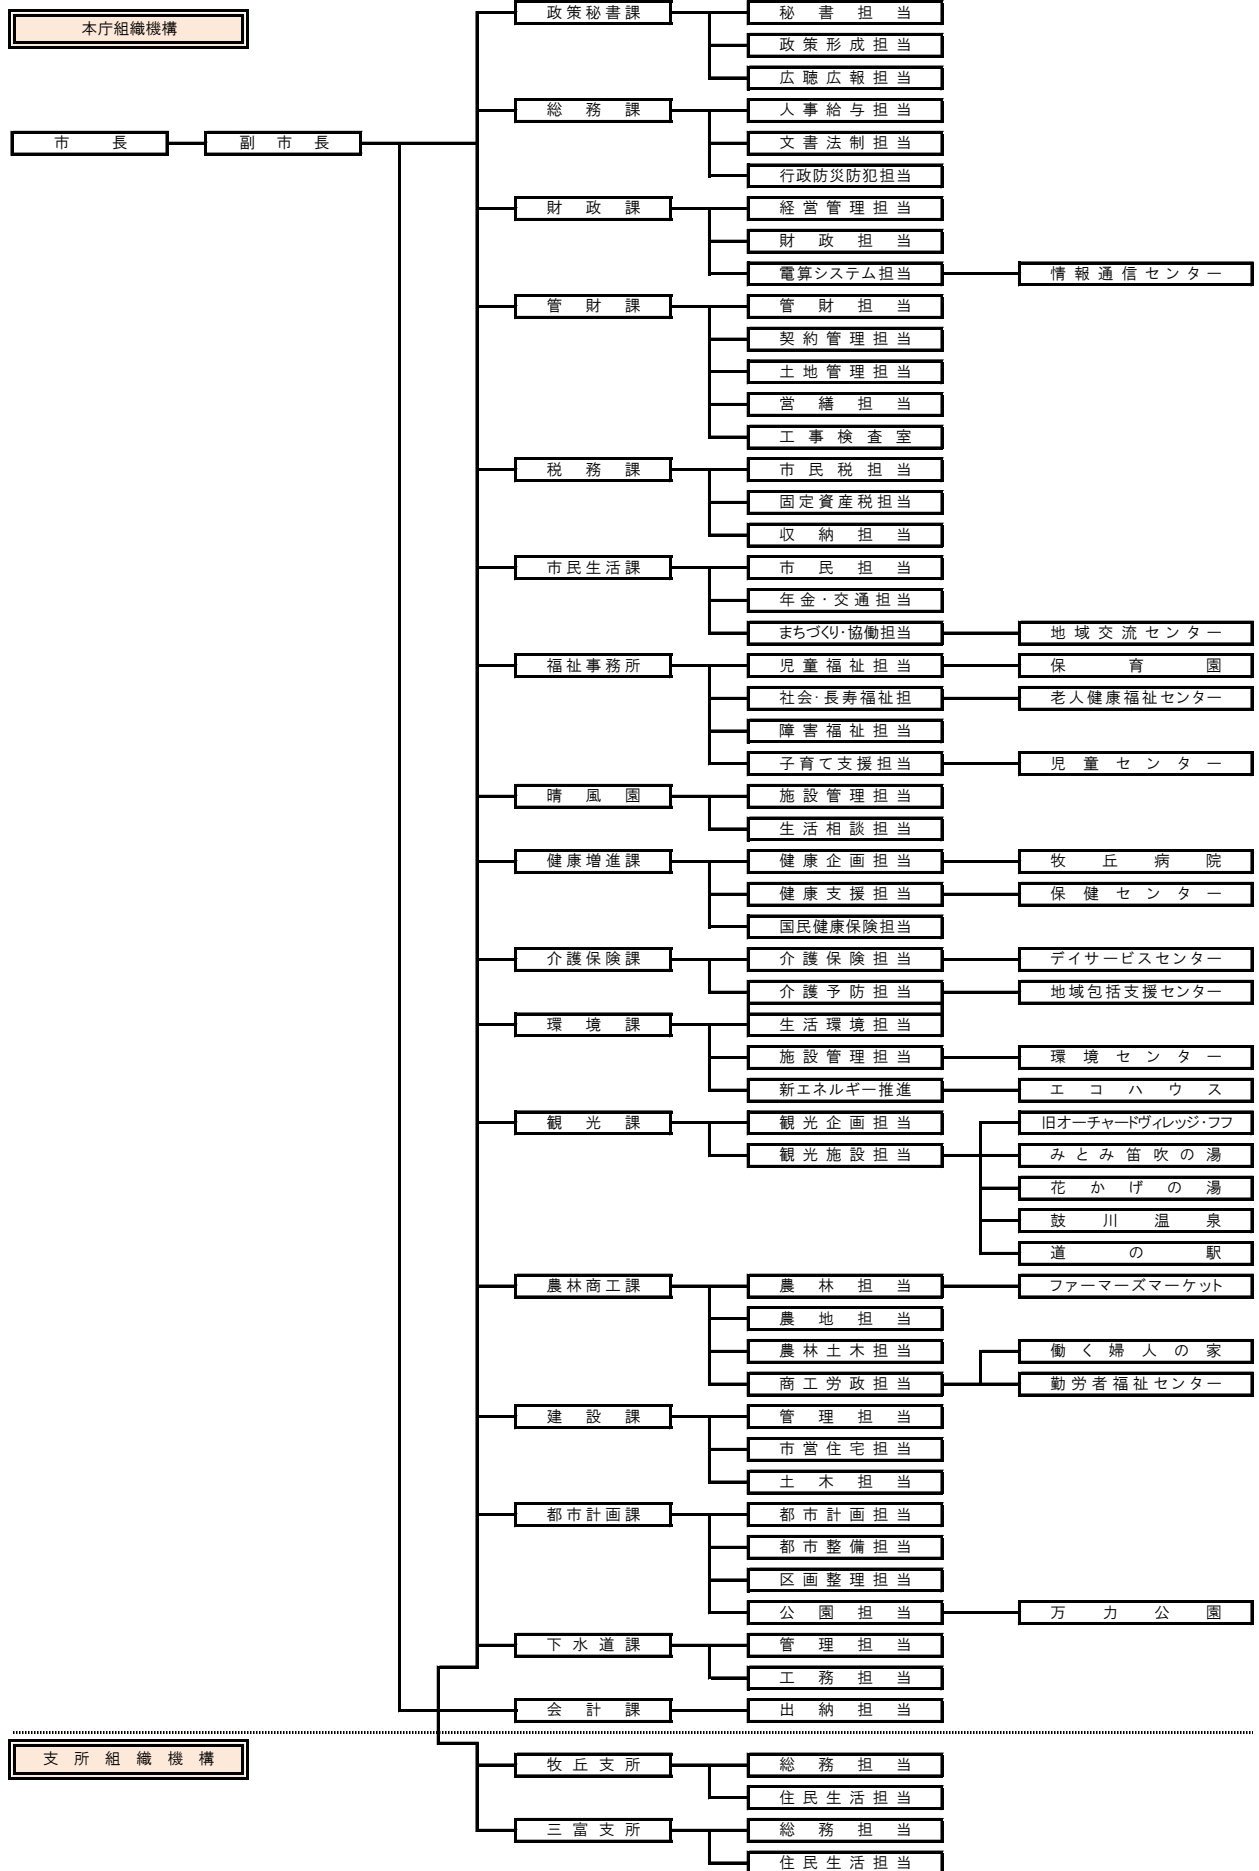 政策秘書課 秘書担当
本庁組織機構
政策形成担当
広聴広報担当
総務課 人事給与担当
市長 副市長 文書法制担当
行政防災防犯担当
財政課 経営管理担当
財政担当
電算システム担当 情報通信センター
管財課 管財担当
契約管理担当
土地管理担当
営繕担当
工事検査室
税務課 市民税担当
固定資産税担当
収納担当
市民生活課 市民担当
年金・交通担当
まちづくり・協働担当 地域交流センター
福祉事務所 児童福祉担当 保育園
社会・長寿福祉担 老人健康福祉センター
障害福祉担当
子育て支援担当 児童センター
晴風園 施設管理担当
生活相談担当
健康増進課 健康企画担当 牧丘病院
健康支援担当 保健センター
国民健康保険担当
介護保険課 介護保険担当 デイサービスセンター
介護予防担当 地域包括支援センター
環境課 生活環境担当
施設管理担当 環境センター
新エネルギー推進 エコハウス
観光課 観光企画担当 旧オーチャードヴィレッジ・フフ
観光施設担当 みとみ笛吹の湯
花かげの湯
鼓川温泉
道の駅
農林商工課 農林担当 ファーマーズマーケット
農地担当
農林土木担当 働く婦人の家
商工労政担当 勤労者福祉センター
建設課 管理担当
市営住宅担当
土木担当
都市計画課 都市計画担当
都市整備担当
区画整理担当
公園担当 万力公園
下水道課 管理担当
工務担当
会計課 出納担当
支所組織機構
牧丘支所 総務担当
住民生活担当
三富支所 総務担当
住民生活担当